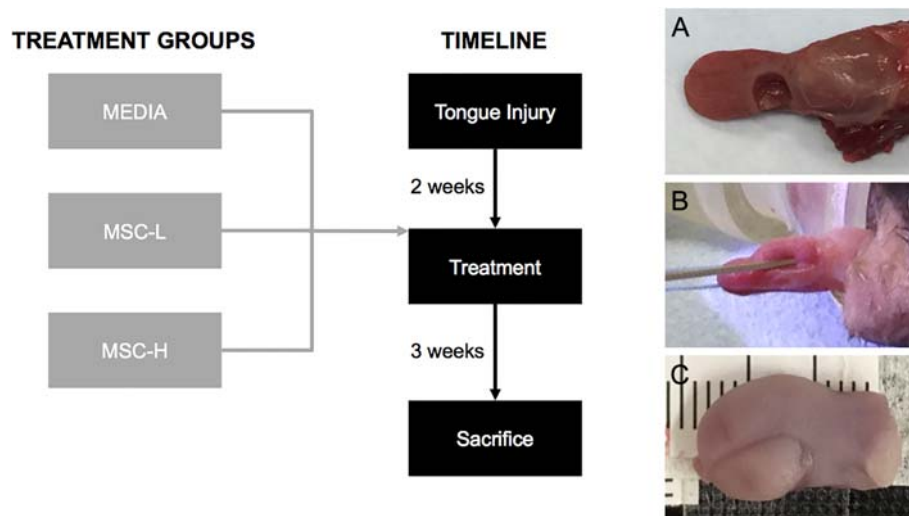 TREATMENT GROUPS
MEDIA
MSC-L
MSC-H
TIMELINE
Tongue Injury
2 weeks
Treatment
3 weeks
Sacrifice
A
B
C